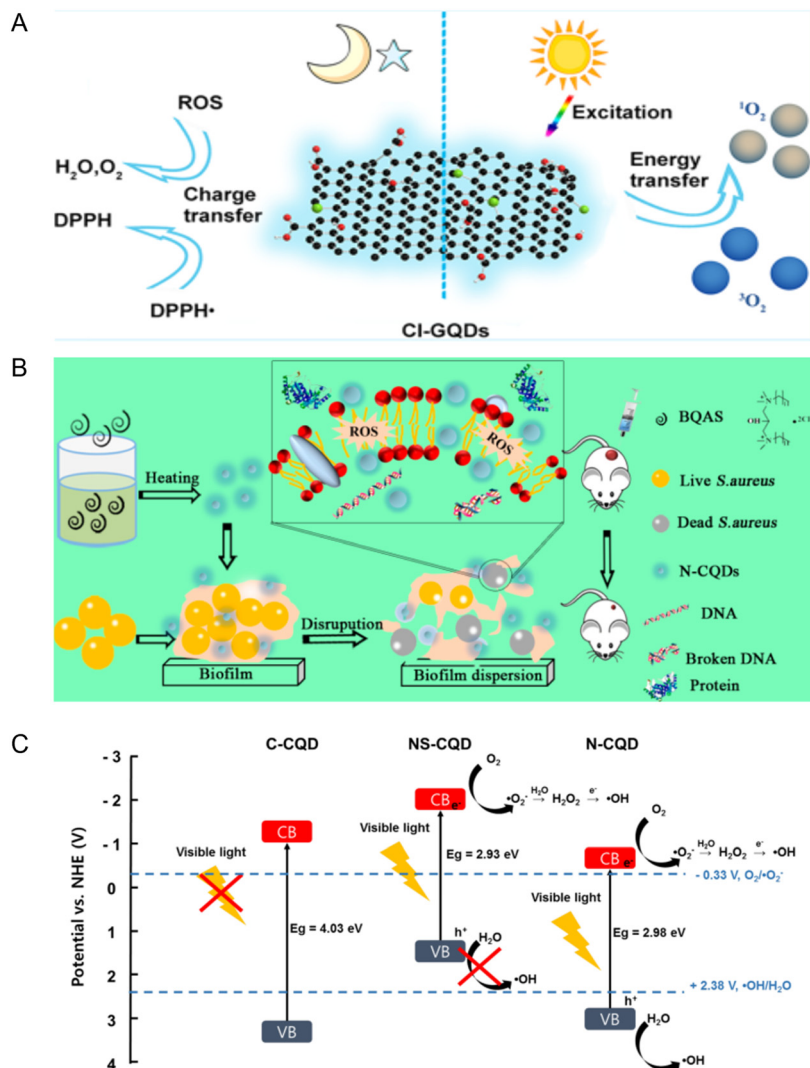 A
ROS
H₂O,O₂
Charge
transfer
DPPH
DPPH•
Excitation
Energy
transfer
¹O₂
³O₂
Cl-GQDs
B
Heating
ROS
ROS
BQAS
OH
•2Cl
Live S.aureus
Dead S.aureus
N-CQDs
DNA
Broken DNA
Protein
Disrupution
Biofilm
Biofilm dispersion
C
C-CQD
NS-CQD
N-CQD
Potential vs. NHE (V)
- 3
- 2
- 1
0
1
2
3
4
CB
Visible light
Eg = 4.03 eV
VB
O₂
CB
e⁻
•O₂⁻ → H₂O → H₂O₂ → e⁻ → •OH
Visible light
Eg = 2.93 eV
h⁺
VB
H₂O
•OH
O₂
CB
e⁻
•O₂⁻ → H₂O → H₂O₂ → e⁻ → •OH
- 0.33 V, O₂/•O₂⁻
Visible light
Eg = 2.98 eV
+ 2.38 V, •OH/H₂O
h⁺
VB
H₂O
•OH